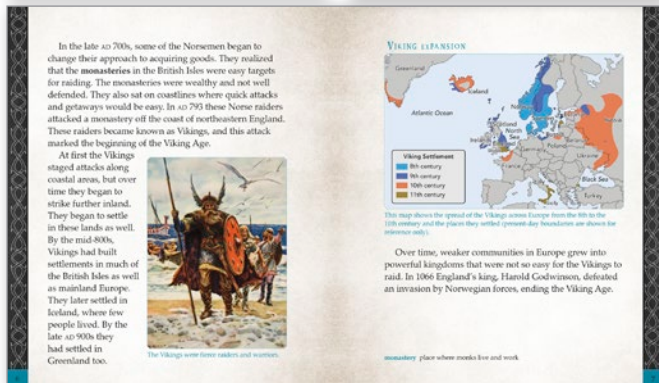 In the late AD 700s, some of the Norsemen began to
change their approach to acquiring goods. They realized
that the monasteries in the British Isles were easy targets
for raiding. The monasteries were wealthy and not well
defended. They also sat on coastlines where quick attacks
and getaways would be easy. In AD 793 these Norse raiders
attacked a monastery off the coast of northeastern England.
These raiders became known as Vikings, and this attack
marked the beginning of the Viking Age.
At first the Vikings
staged attacks along
coastal areas, but over
time they began to
strike further inland.
They began to settle
in these lands as well.
By the mid-800s,
Vikings had built
settlements in much of
the British Isles as well
as mainland Europe.
They later settled in
Iceland, where few
people lived. By the
late AD 900s they
had settled in
Greenland too.
The Vikings were fierce raiders and warriors.
VIKING EXPANSION
Greenland
Iceland
Atlantic Ocean
Norway
Scotland
North
Sea
Ireland
England
Germany
Poland
Belarus
Ukraine
France
Black Sea
Turkey
Viking Settlement
8th century
9th century
10th century
11th century
This map shows the spread of the Vikings across Europe from the 8th to the
11th century and the places they settled (present-day boundaries are shown for
reference only).
Over time, weaker communities in Europe grew into
powerful kingdoms that were not so easy for the Vikings to
raid. In 1066 England's king, Harold Godwinson, defeated
an invasion by Norwegian forces, ending the Viking Age.
monastery place where monks live and work